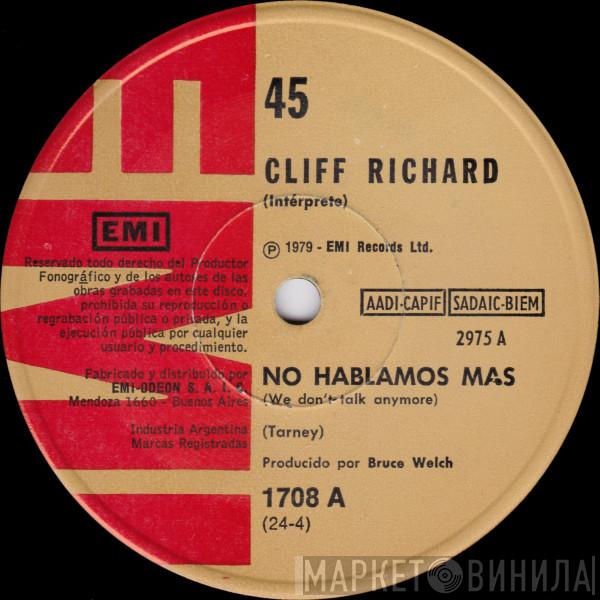 45
CLIFF RICHARD
(Intérprete)
EMI
Ⓟ 1979 - EMI Records Ltd.
Reservado todo derecho del Productor
Fonográfico y de los autores de las
obras grabadas en este disco,
prohibida su reproducción o
regrabación pública o privada, y la
ejecución pública por cualquier
usuario y procedimiento.
AADI-CAPIF SADAIC-BIEM
2975 A
Fabricado y distribuido por
EMI-ODEON S. A. I. C.
Mendoza 1660 - Buenos Aires
Industria Argentina
Marcas Registradas
NO HABLAMOS MAS
(We don't talk anymore)
(Tarney)
Producido por Bruce Welch
1708 A
(24-4)
EMI
МАРКЕТ ВИНИЛА